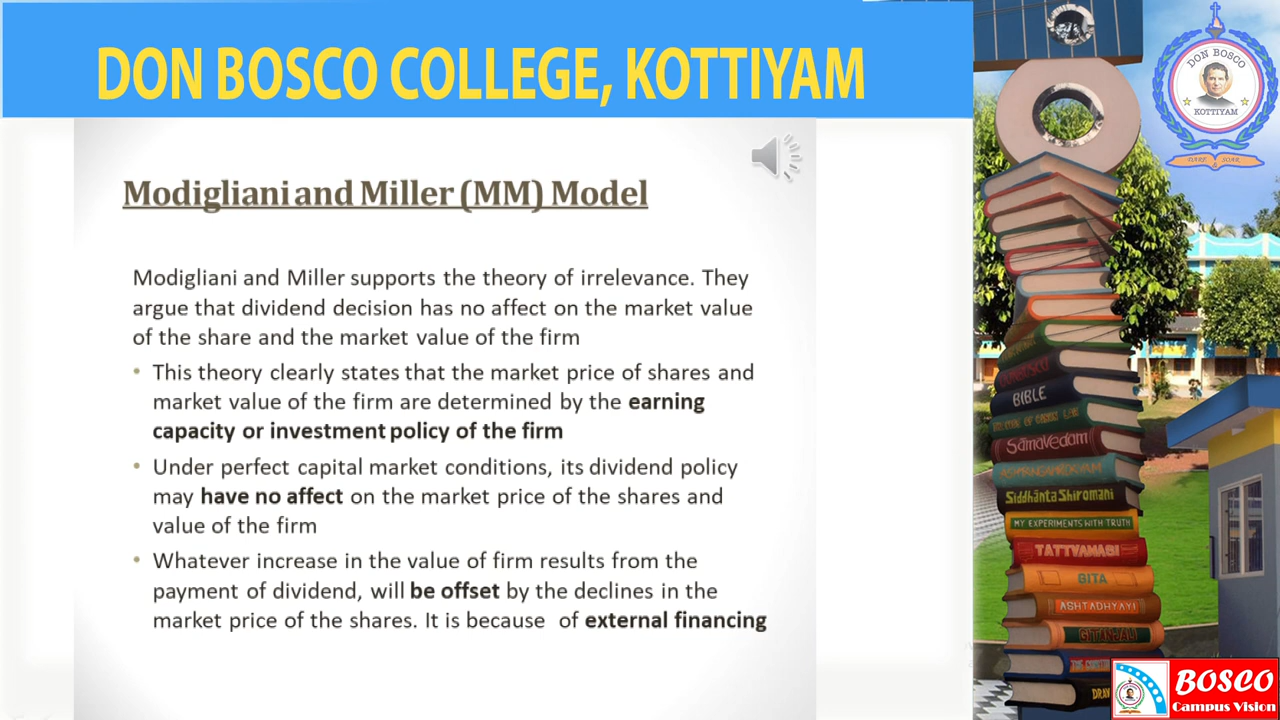 DON BOSCO COLLEGE, KOTTIYAM
Modigliani and Miller (MM) Model
Modigliani and Miller supports the theory of irrelevance. They
argue that dividend decision has no affect on the market value
of the share and the market value of the firm
• This theory clearly states that the market price of shares and
market value of the firm are determined by the earning
capacity or investment policy of the firm
• Under perfect capital market conditions, its dividend policy
may have no affect on the market price of the shares and
value of the firm
• Whatever increase in the value of firm results from the
payment of dividend, will be offset by the declines in the
market price of the shares. It is because of external financing
DON BOSCO
KOTTIYAM
DARE & SOAR
BIBLE
Samavedam
Siddhānta Shiromani
MY EXPERIMENTS WITH TRUTH
TATTVAMASI
GITA
ASHTADHYAYI
GITANJALI
BOSCO
Campus Vision